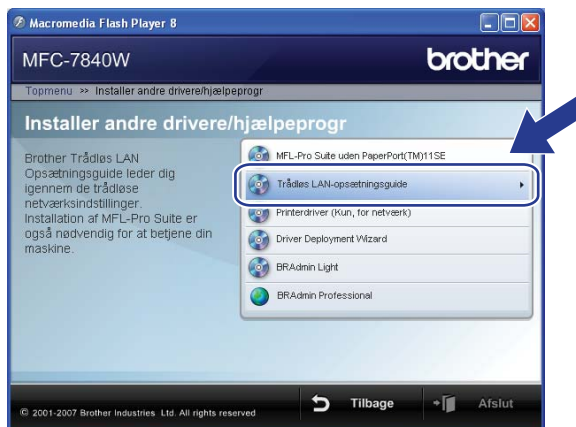 Macromedia Flash Player 8
MFC-7840W
brother
Topmenu >> Installer andre drivere/hjælpeprogr
Installer andre drivere/hjælpeprogr
Brother Trådløs LAN
Opsætningsguide leder dig
igennem de trådløse
netværksindstillinger.
Installation af MFL-Pro Suite er
også nødvendig for at betjene din
maskine.
MFL-Pro Suite uden PaperPort(TM)11SE
Trådløs LAN-opsætningsguide
Printerdriver (Kun, for netværk)
Driver Deployment Wizard
BRAdmin Light
BRAdmin Professional
© 2001-2007 Brother Industries Ltd. All rights reserved
Tilbage
Afslut